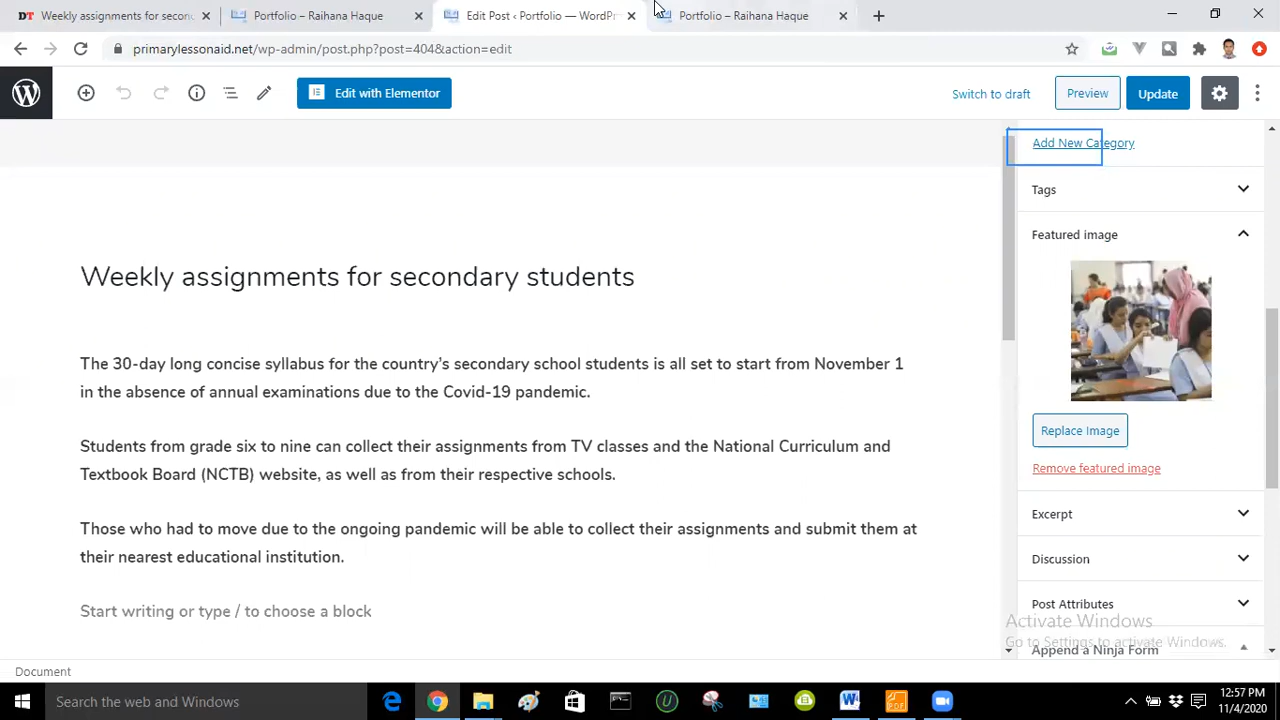 DT Weekly assignments for secon
Portfolio – Raihana Haque
Edit Post ‹ Portfolio — WordPr
Portfolio – Raihana Haque
primarylessonaid.net/wp-admin/post.php?post=404&action=edit
Edit with Elementor
Switch to draft
Preview
Update
Add New Category
Tags
Featured image
Weekly assignments for secondary students
The 30-day long concise syllabus for the country's secondary school students is all set to start from November 1
in the absence of annual examinations due to the Covid-19 pandemic.
Replace Image
Students from grade six to nine can collect their assignments from TV classes and the National Curriculum and
Textbook Board (NCTB) website, as well as from their respective schools.
Remove featured image
Excerpt
Those who had to move due to the ongoing pandemic will be able to collect their assignments and submit them at
their nearest educational institution.
Discussion
Start writing or type / to choose a block
Post Attributes
Activate Windows
Go to Settings to activate Windows.
Append a Ninja Form
Document
Search the web and Windows
12:57 PM
11/4/2020